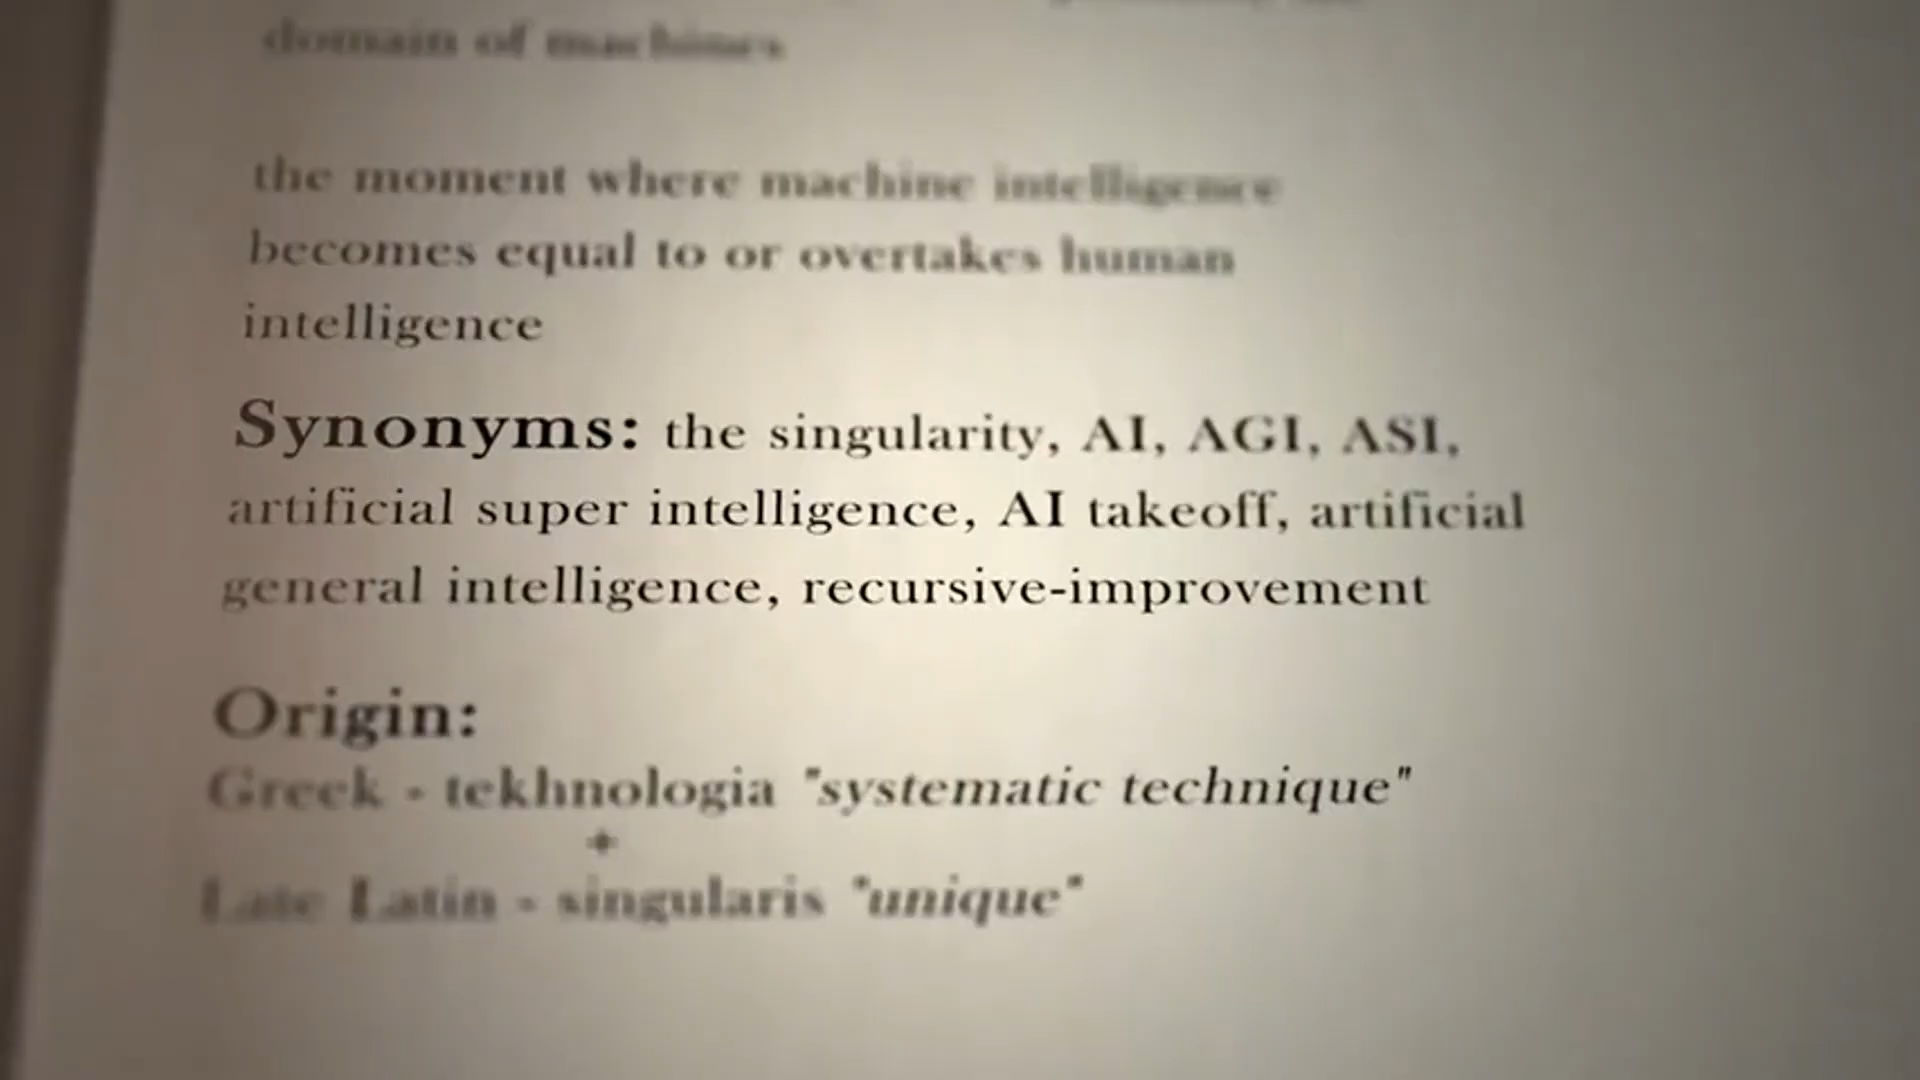 domain of machines
the moment where machine intelligence
becomes equal to or overtakes human
intelligence
Synonyms: the singularity, AI, AGI, ASI,
artificial super intelligence, AI takeoff, artificial
general intelligence, recursive-improvement
Origin:
Greek - tekhnologia "systematic technique"
+
Late Latin - singularis "unique"